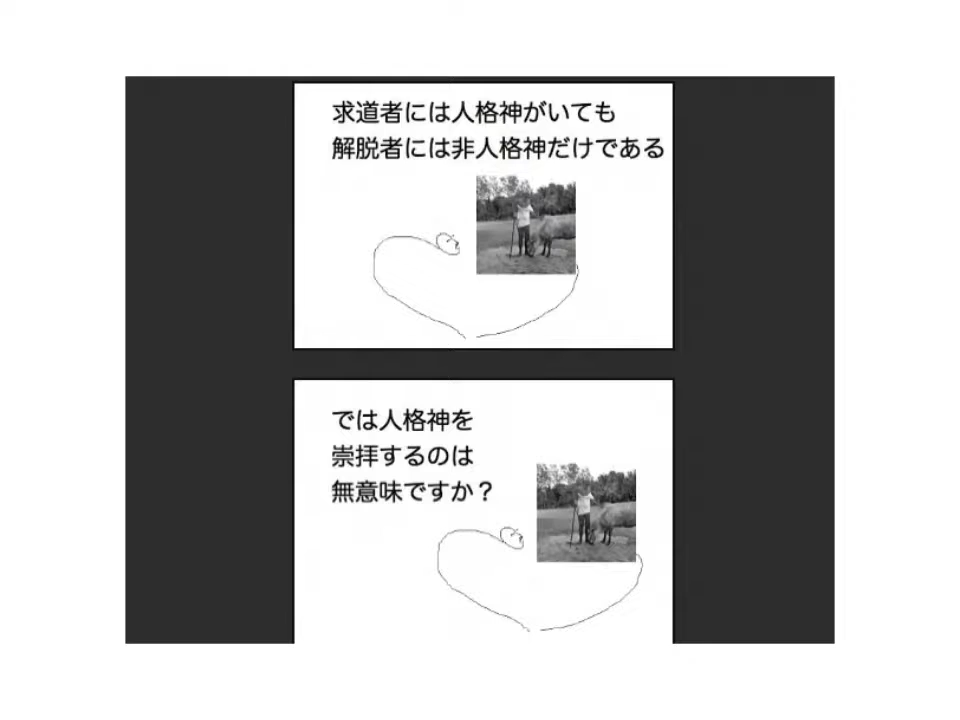 求道者には人格神がいても
解脱者には非人格神だけである
では人格神を
崇拝するのは
無意味ですか？